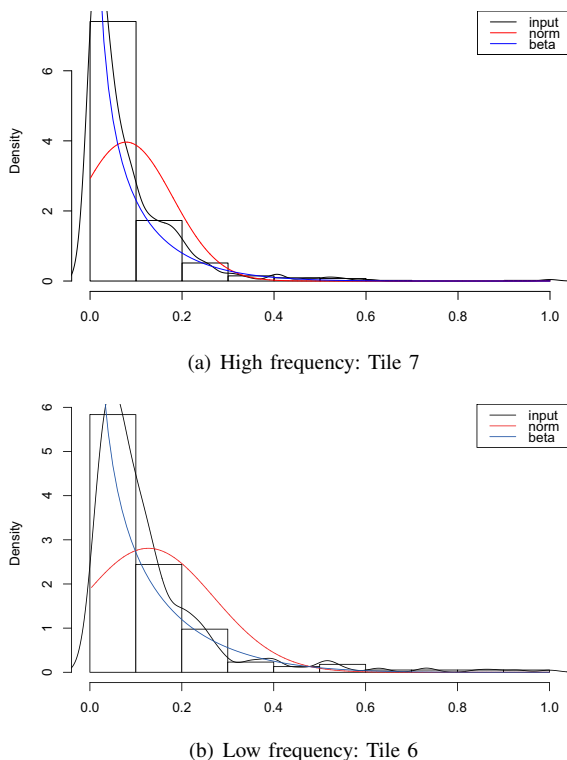 input
norm
beta
6
4
2
0
Density
0.0 0.2 0.4 0.6 0.8 1.0
(a) High frequency: Tile 7
input
norm
beta
6
5
4
3
2
1
0
Density
0.0 0.2 0.4 0.6 0.8 1.0
(b) Low frequency: Tile 6